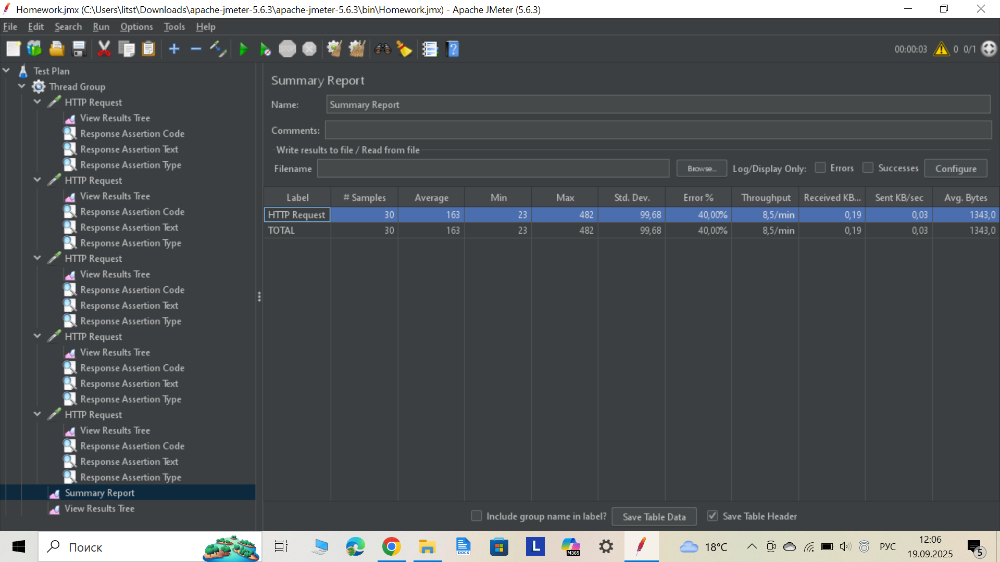 Homework.jmx (C:\Users\litst\Downloads\apache-jmeter-5.6.3\apache-jmeter-5.6.3\bin\Homework.jmx) - Apache JMeter (5.6.3)
File Edit Search Run Options Tools Help
STOP
00:00:03 0 0/1
Test Plan
Thread Group
HTTP Request
View Results Tree
Response Assertion Code
Response Assertion Text
Response Assertion Type
HTTP Request
View Results Tree
Response Assertion Code
Response Assertion Text
Response Assertion Type
HTTP Request
View Results Tree
Response Assertion Code
Response Assertion Text
Response Assertion Type
HTTP Request
View Results Tree
Response Assertion Code
Response Assertion Text
Response Assertion Type
HTTP Request
View Results Tree
Response Assertion Code
Response Assertion Text
Response Assertion Type
Summary Report
View Results Tree
Summary Report
Name: Summary Report
Comments:
Write results to file / Read from file
Filename Browse... Log/Display Only: Errors Successes Configure
Label # Samples Average Min Max Std. Dev. Error % Throughput Received KB... Sent KB/sec Avg. Bytes
HTTP Request 30 163 23 482 99,68 40,00% 8,5/min 0,19 0,03 1343,0
TOTAL 30 163 23 482 99,68 40,00% 8,5/min 0,19 0,03 1343,0
Include group name in label? Save Table Data Save Table Header
Поиск
DOCX
L
M365
18°C
РУС
12:06
19.09.2025
5